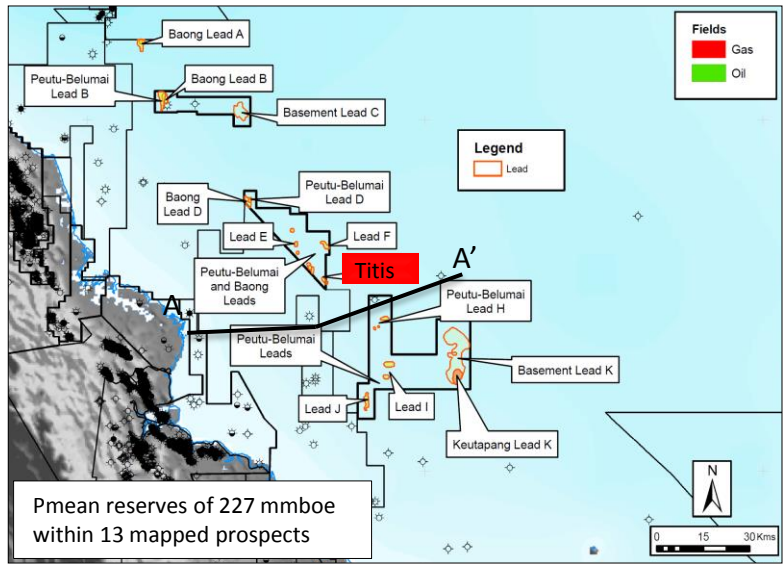 Baong Lead A
Fields
Gas
Oil
Peutu-Belumai
Lead B
Baong Lead B
Basement Lead C
Legend
Lead
Baong
Lead D
Peutu-Belumai
Lead D
Lead E
Lead F
Peutu-Belumai
and Baong
Leads
Titis
A
A’
Peutu-Belumai
Lead H
Peutu-Belumai
Leads
Basement Lead K
Lead J
Lead I
Keutapang Lead K
Pmean reserves of 227 mmboe
within 13 mapped prospects
N
0 15 30 Kms